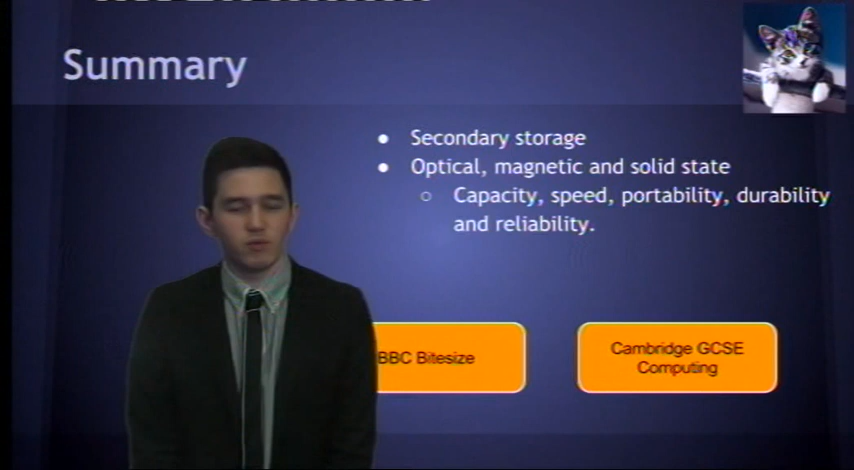 Summary
Secondary storage
Optical, magnetic and solid state
Capacity, speed, portability, durability
and reliability.
BBC Bitesize
Cambridge GCSE
Computing